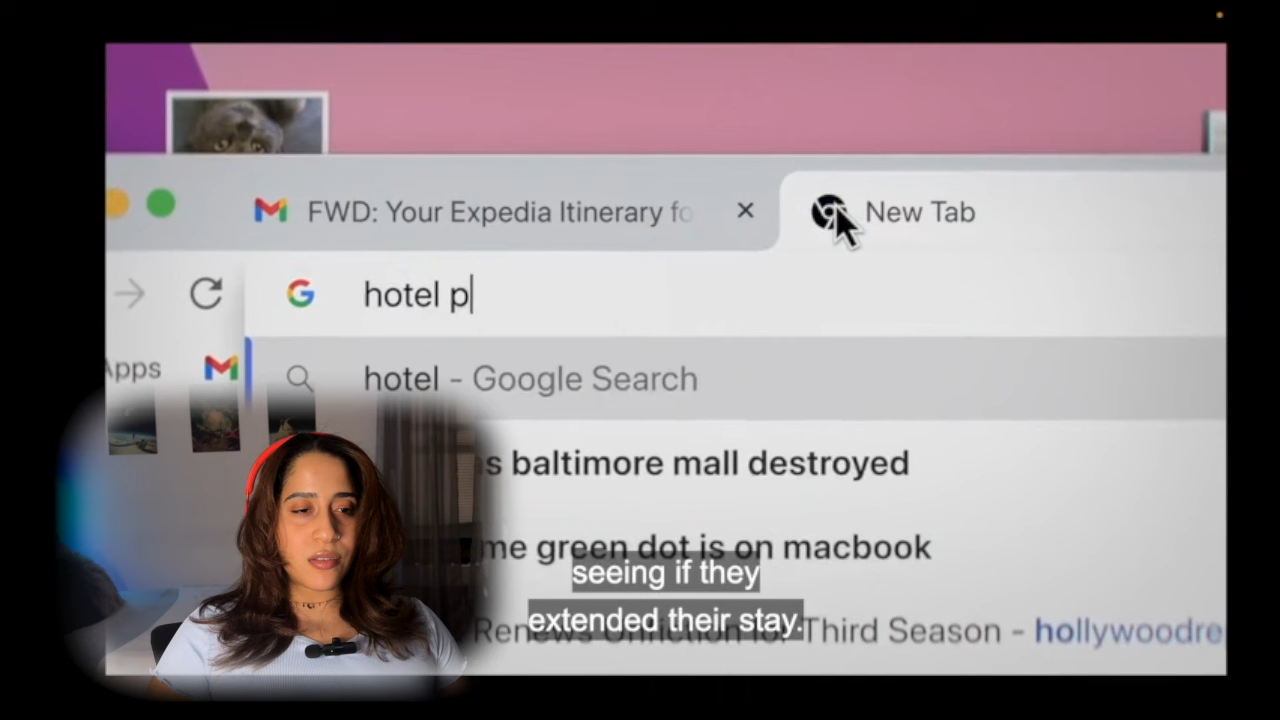 FWD: Your Expedia Itinerary fo
New Tab
hotel p
Apps
hotel - Google Search
baltimore mall destroyed
me green dot is on macbook
seeing if they
extended their stay.
Renews Unfriction for Third Season - hollywoodre